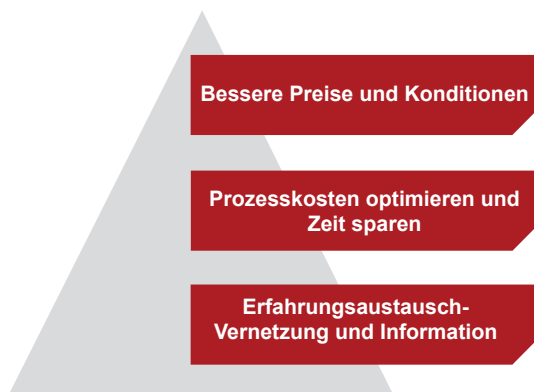 Bessere Preise und Konditionen
Prozesskosten optimieren und
Zeit sparen
Erfahrungsaustausch-
Vernetzung und Information